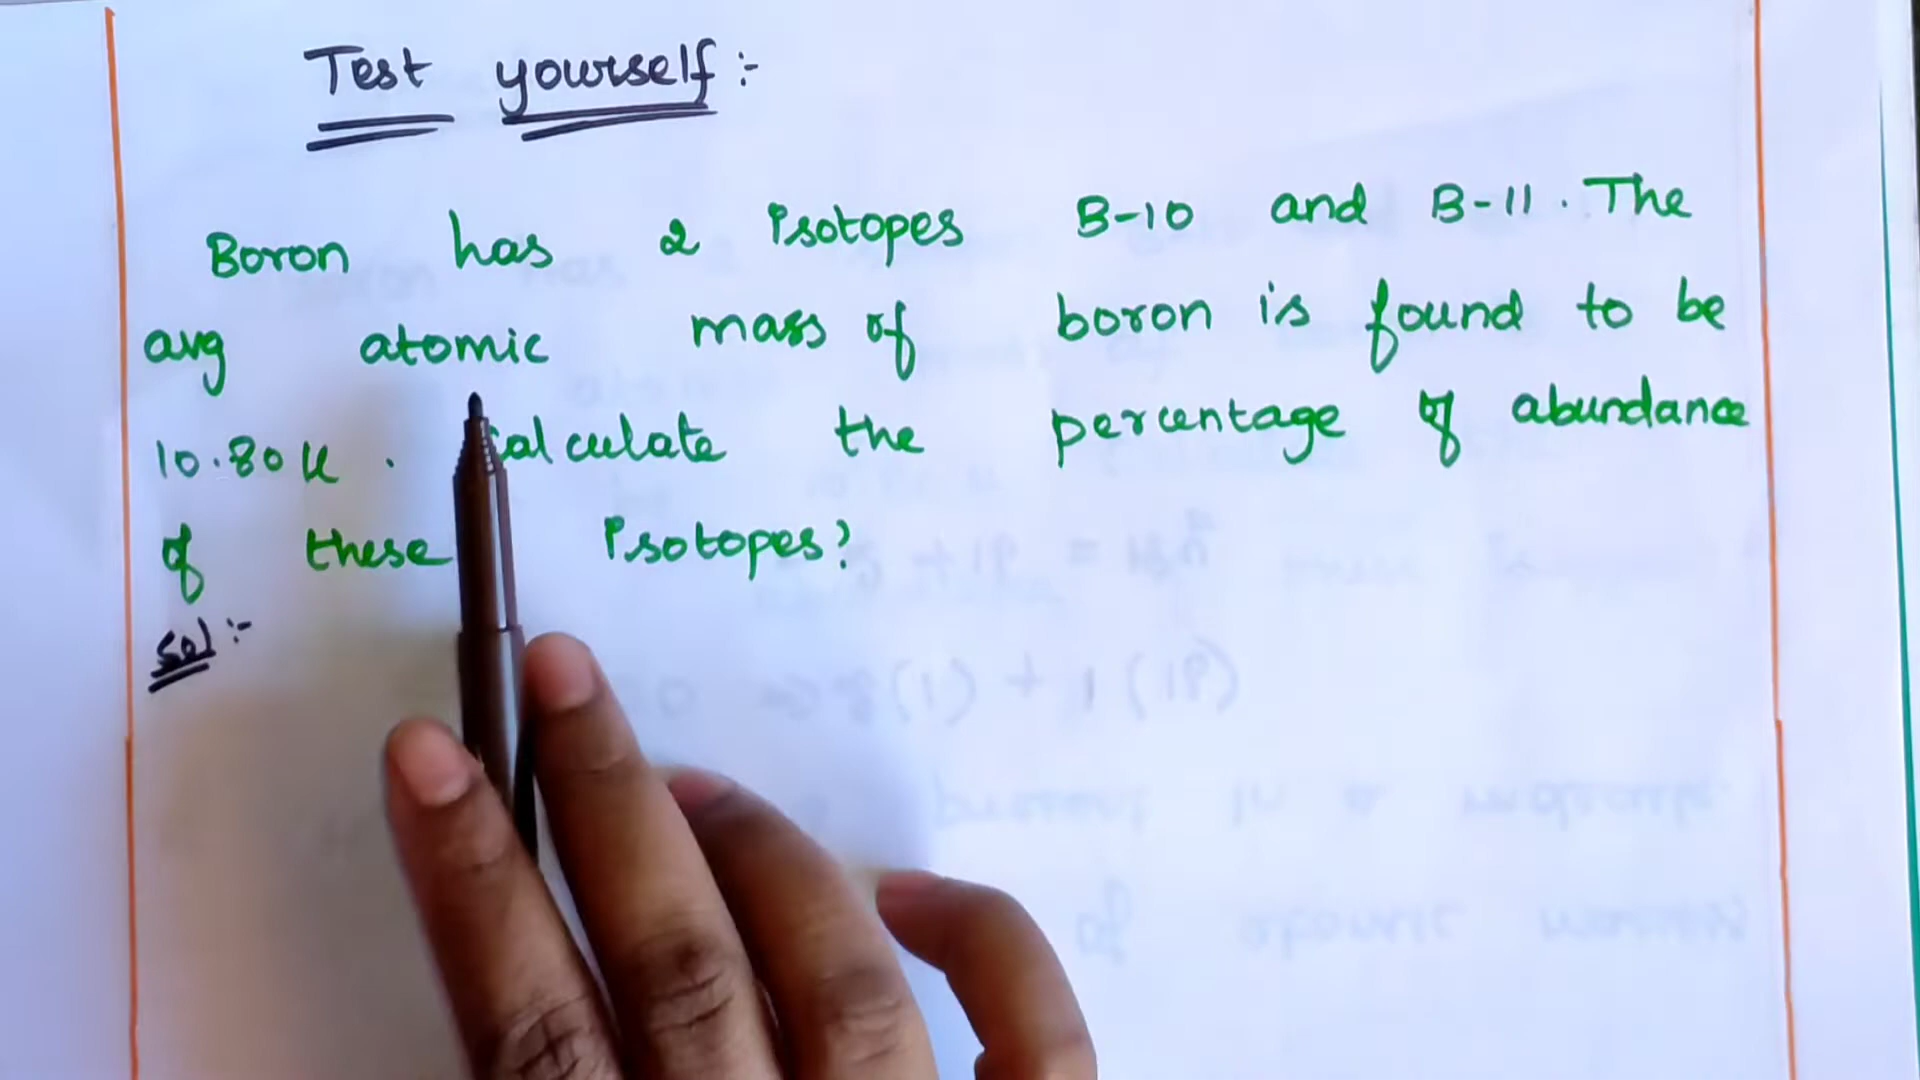 Test yourself :-
Boron has 2 isotopes B-10 and B-11. The
avg atomic mass of boron is found to be
10.80 u. Calculate the percentage of abundance
of these isotopes?
Sol :-